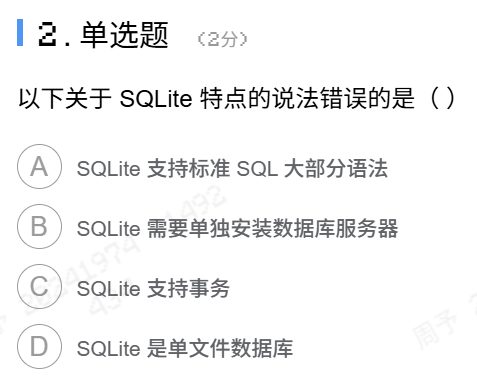 2.单选题 (2分)
以下关于 SQLite 特点的说法错误的是（ ）
A SQLite 支持标准 SQL 大部分语法
B SQLite 需要单独安装数据库服务器
C SQLite 支持事务
D SQLite 是单文件数据库